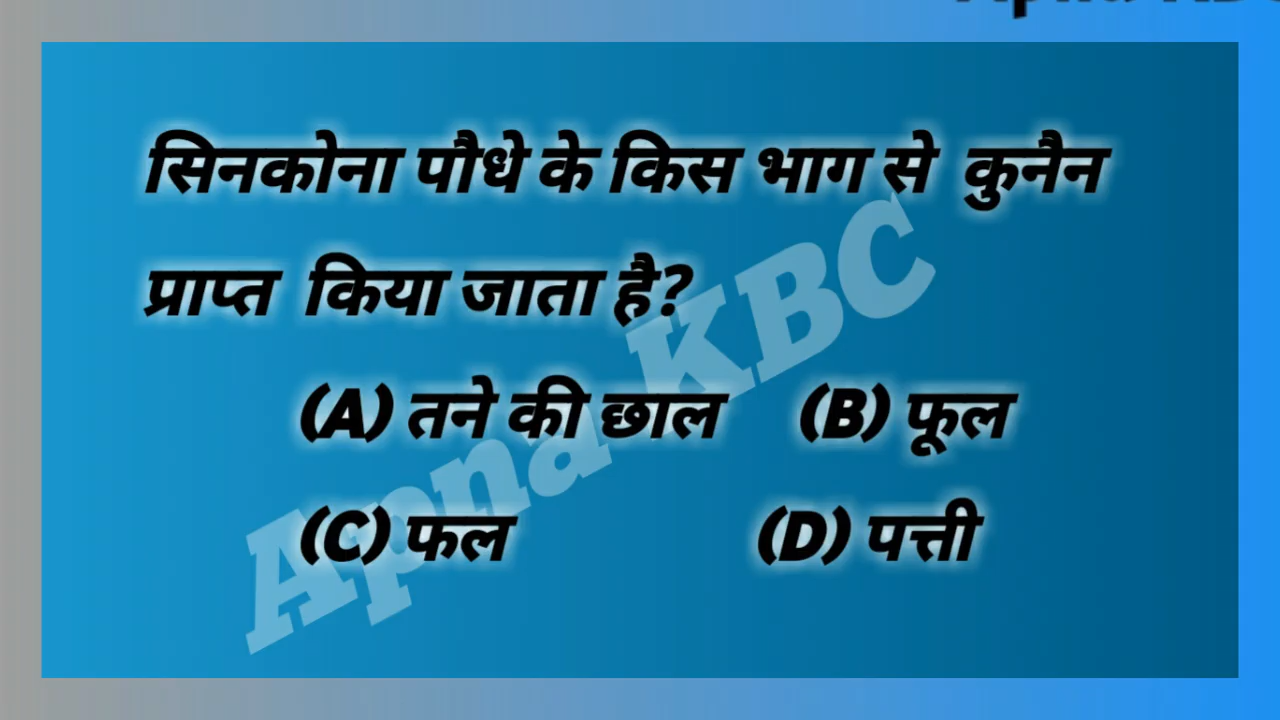 सिनकोना पौधे के किस भाग से कुनैन
प्राप्त किया जाता है?
(A) तने की छाल (B) फूल
(C) फल (D) पत्ती
Apna KBC